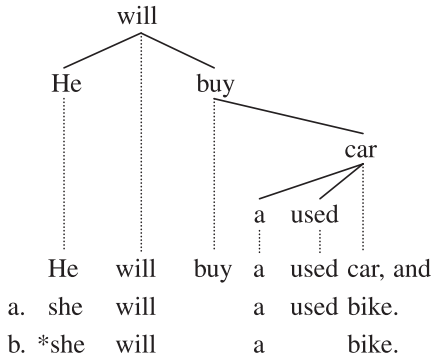 will
He buy
car
a used
He will buy a used car, and
a. she will a used bike.
b. *she will a bike.